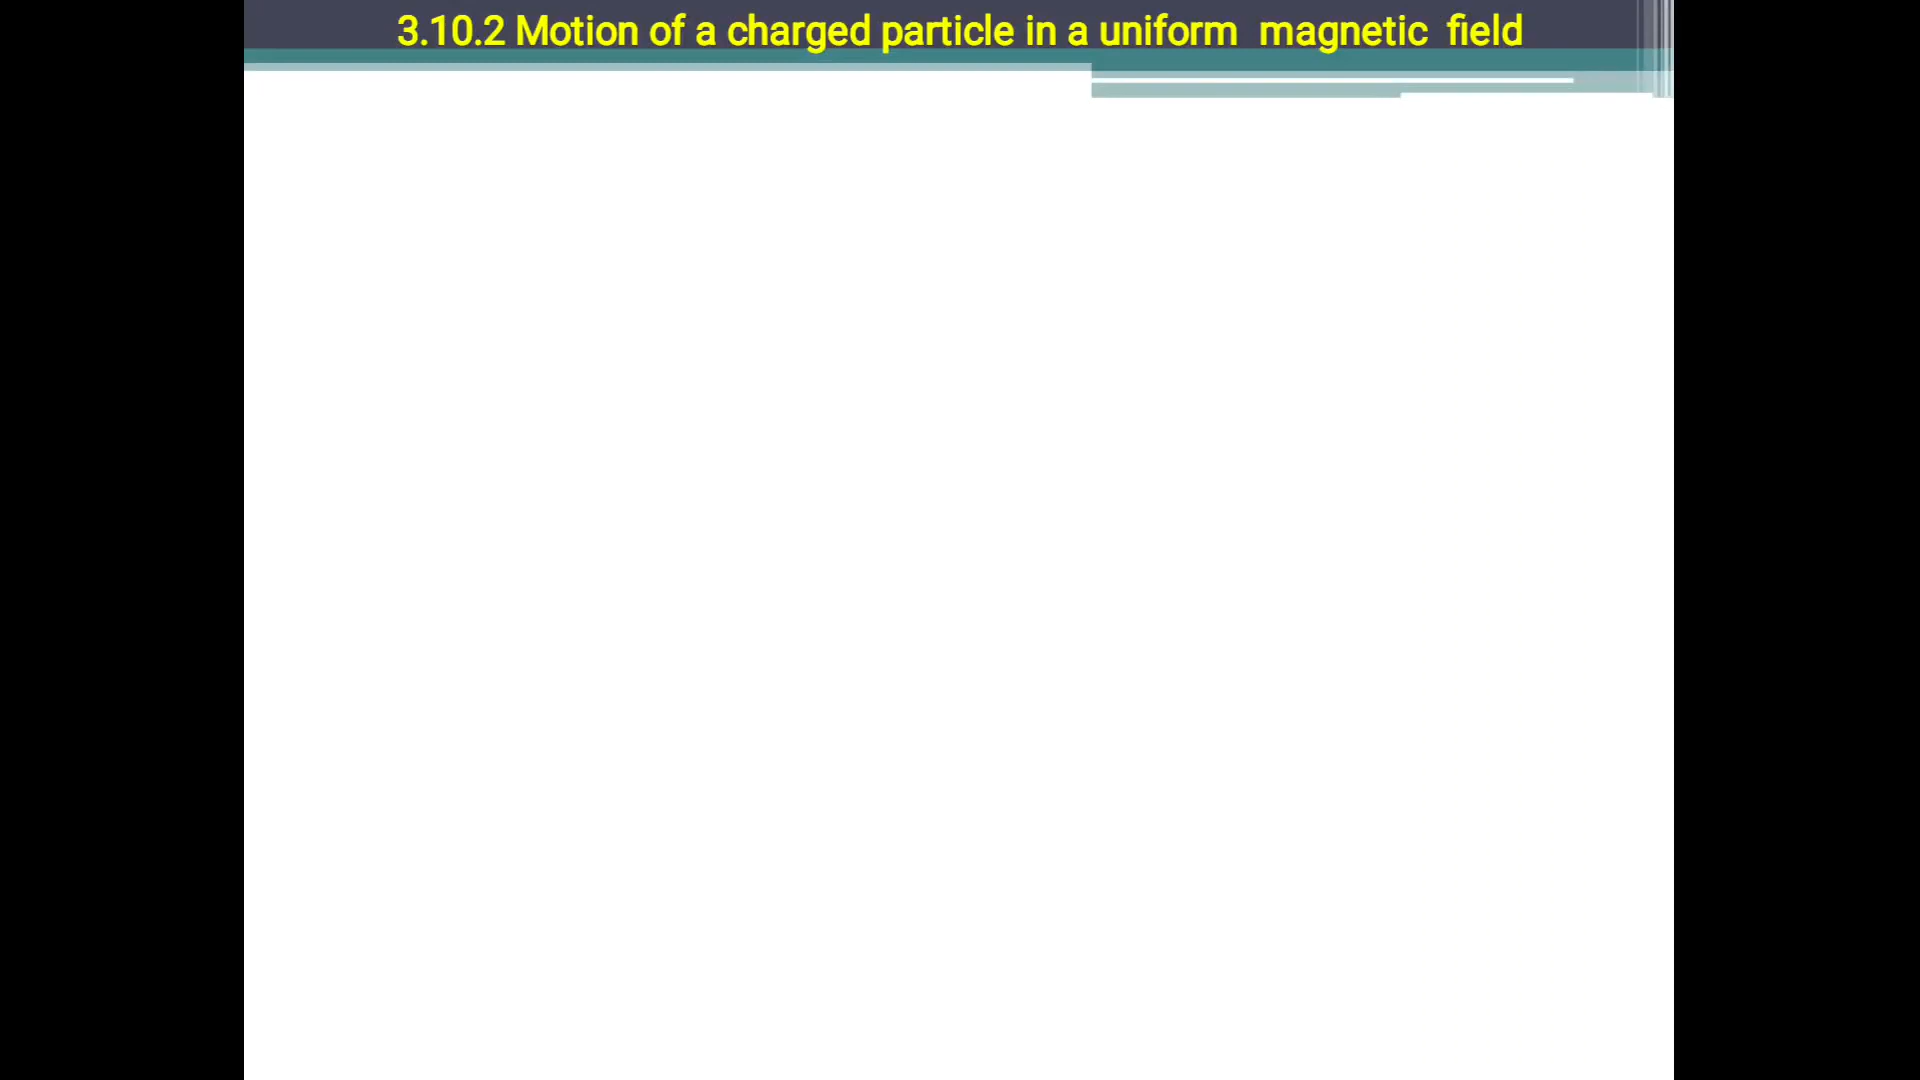 3.10.2 Motion of a charged particle in a uniform  magnetic  field